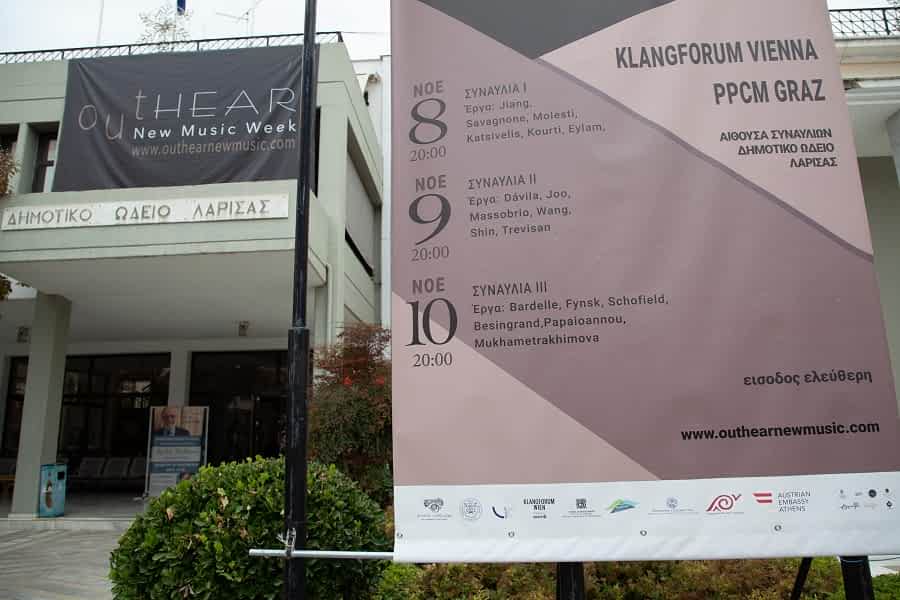 outHEAR
New Music Week
www.outhearnewmusic.com
ΔΗΜΟΤΙΚΟ ΩΔΕΙΟ ΛΑΡΙΣΑΣ
KLANGFORUM VIENNA
PPCM GRAZ
ΑΙΘΟΥΣΑ ΣΥΝΑΥΛΙΩΝ
ΔΗΜΟΤΙΚΟ ΩΔΕΙΟ
ΛΑΡΙΣΑΣ
ΝΟΕ
8
20:00
ΣΥΝΑΥΛΙΑ I
Έργα: Jiang,
Savagnone, Molesti,
Katsivelis, Kourti, Eylam,
ΝΟΕ
9
20:00
ΣΥΝΑΥΛΙΑ II
Έργα: Dávila, Joo,
Massobrio, Wang,
Shin, Trevisan
ΝΟΕ
10
20:00
ΣΥΝΑΥΛΙΑ III
Έργα: Bardelle, Fynsk, Schofield,
Besingrand,Papaioannou,
Mukhametrakhimova
εισοδος ελεύθερη
www.outhearnewmusic.com
KLANGFORUM
WIEN
AUSTRIAN
EMBASSY
ATHENS